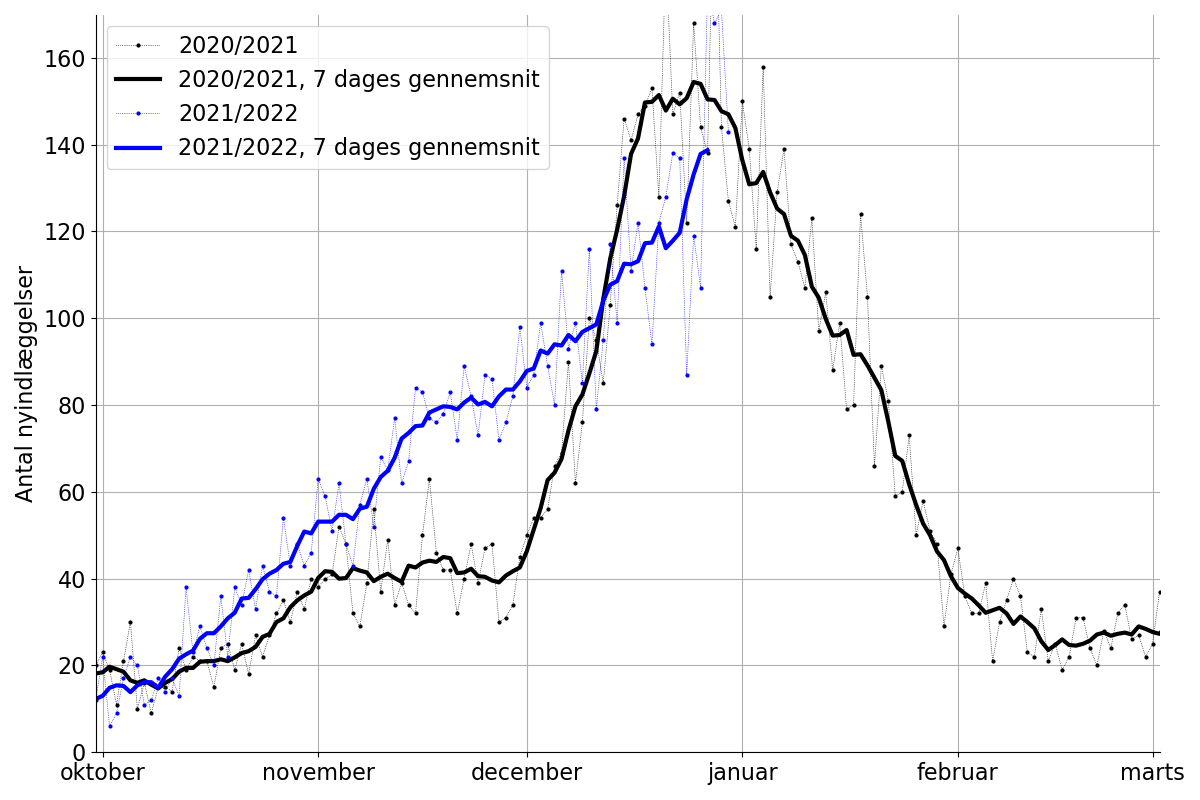 2020/2021
2020/2021, 7 dages gennemsnit
2021/2022
2021/2022, 7 dages gennemsnit
Antal nyindlæggelser
160
140
120
100
80
60
40
20
0
oktober november december januar februar marts